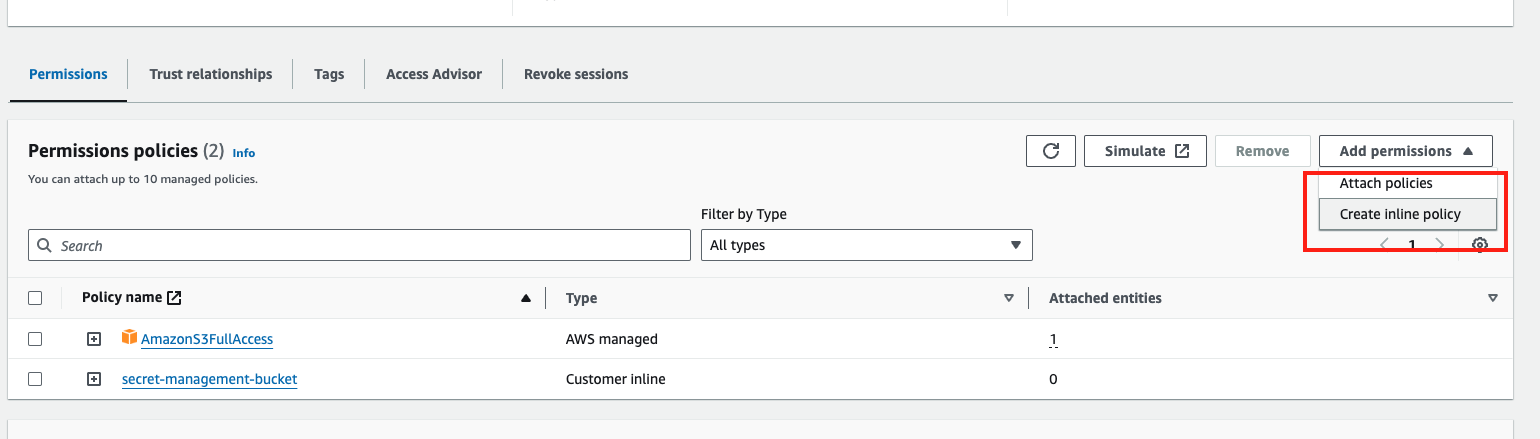 Permissions Trust relationships Tags Access Advisor Revoke sessions
Permissions policies (2) Info
You can attach up to 10 managed policies.
Simulate Remove Add permissions
Attach policies
Create inline policy
Filter by Type
Search All types 1
Policy name Type Attached entities
AmazonS3FullAccess AWS managed 1
secret-management-bucket Customer inline 0